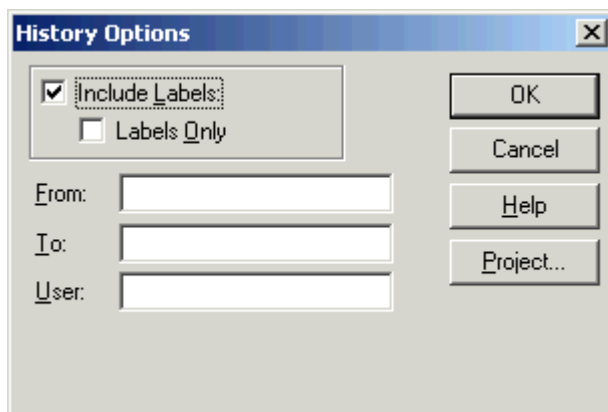 History Options
Include Labels:
Labels Only
From:
To:
User:
OK
Cancel
Help
Project...